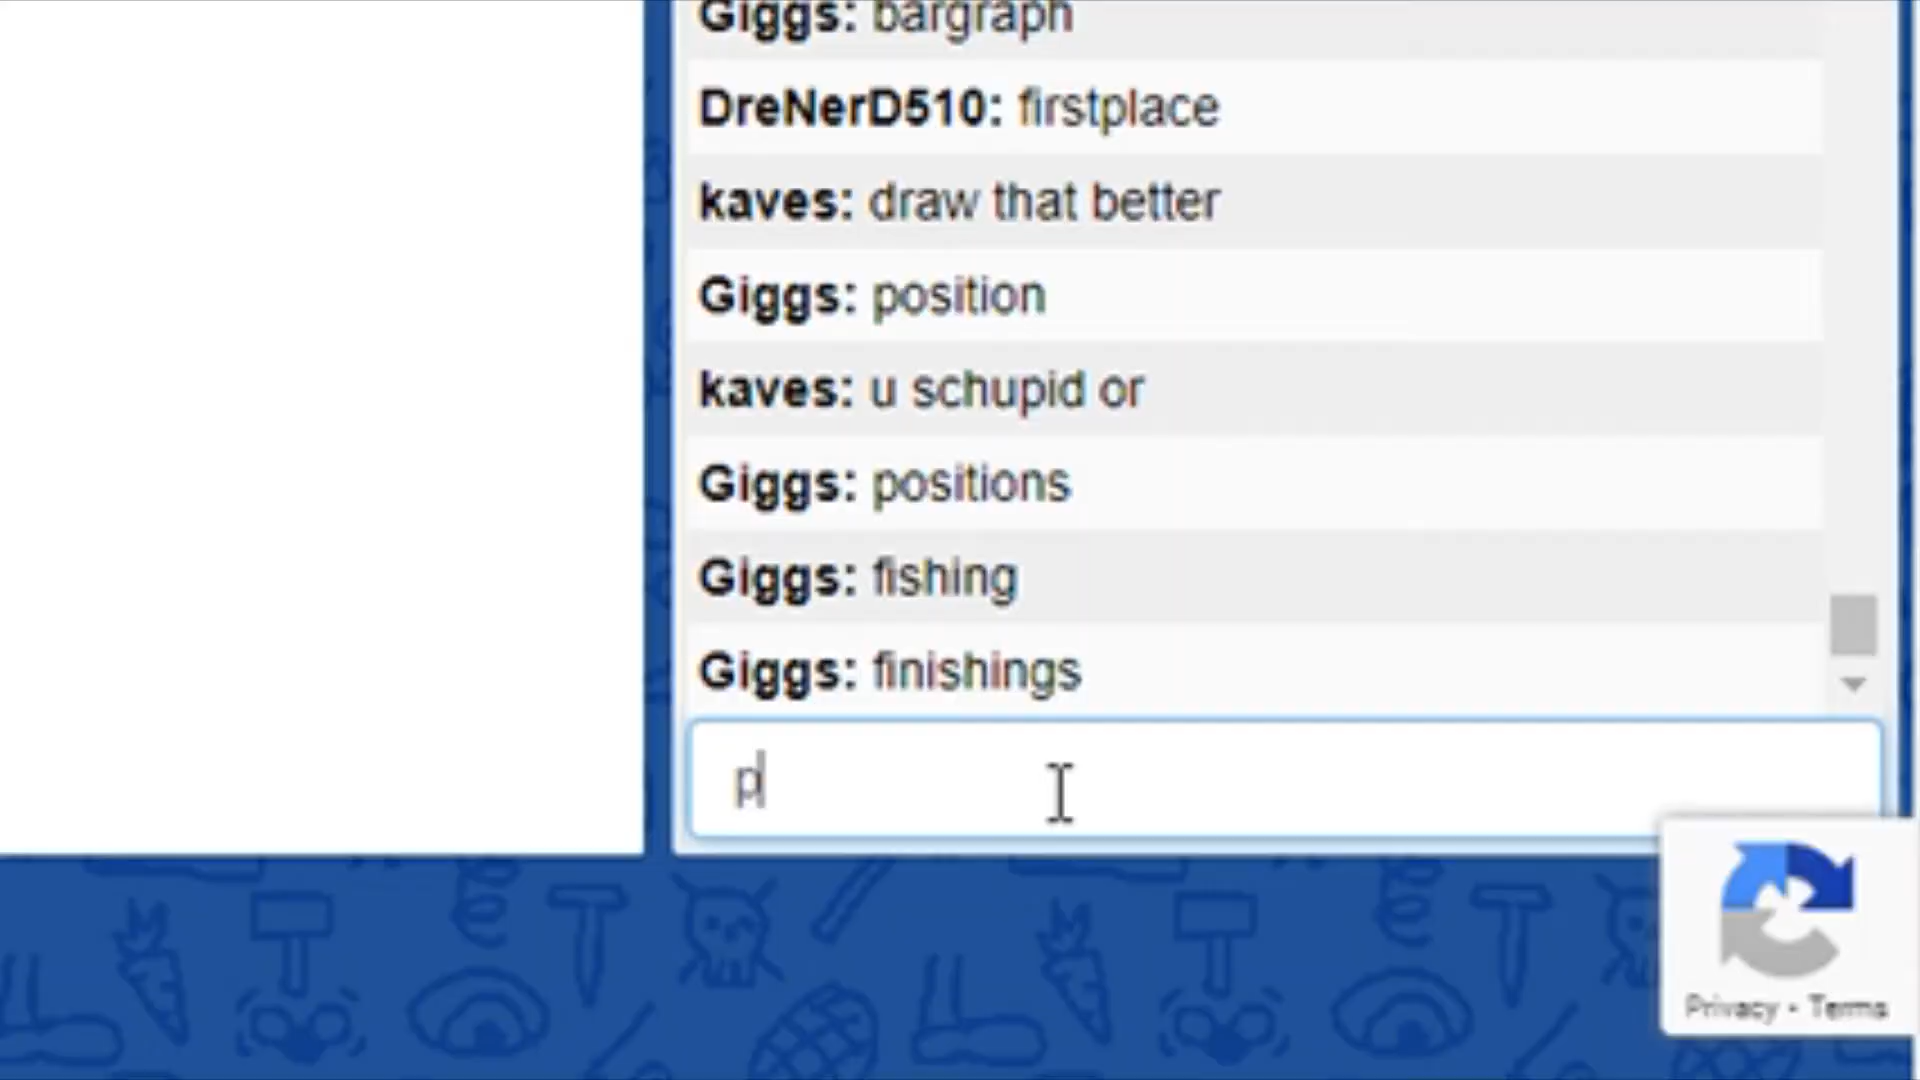 Giggs: bargraph
DreNerD510: firstplace
kaves: draw that better
Giggs: position
kaves: u schupid or
Giggs: positions
Giggs: fishing
Giggs: finishings
p
Privacy - Terms